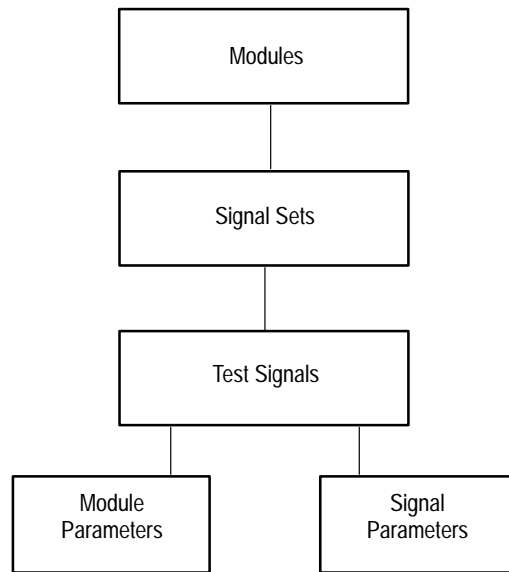 Modules
Signal Sets
Test Signals
Module
Parameters
Signal
Parameters